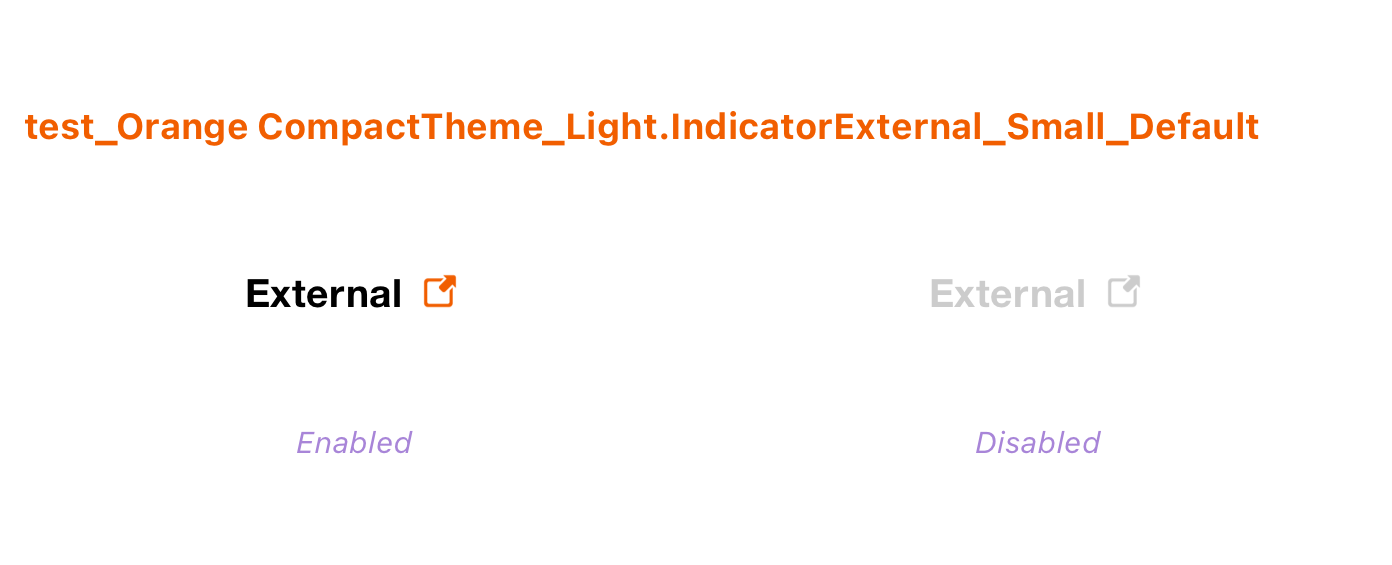 test_Orange CompactTheme_Light.IndicatorExternal_Small_Default
External External
Enabled Disabled